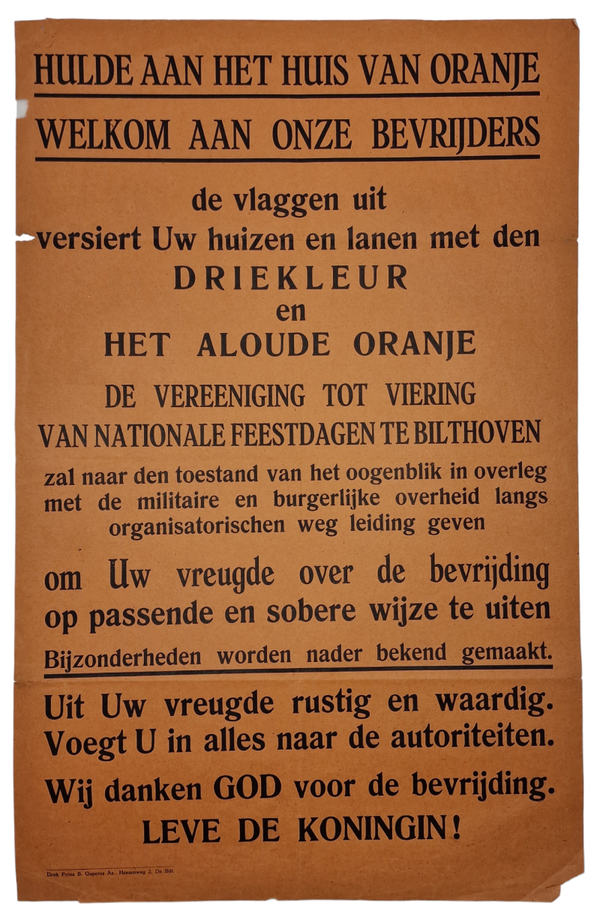 HULDE AAN HET HUIS VAN ORANJE
WELKOM AAN ONZE BEVRIJDERS
de vlaggen uit
versiert Uw huizen en lanen met den
DRIEKLEUR
en
HET ALOUDE ORANJE
DE VEREENIGING TOT VIERING
VAN NATIONALE FEESTDAGEN TE BILTHOVEN
zal naar den toestand van het oogenblik in overleg
met de militaire en burgerlijke overheid langs
organisatorischen weg leiding geven
om Uw vreugde over de bevrijding
op passende en sobere wijze te uiten
Bijzonderheden worden nader bekend gemaakt.
Uit Uw vreugde rustig en waardig.
Voegt U in alles naar de autoriteiten.
Wij danken GOD voor de bevrijding.
LEVE DE KONINGIN!
Druk B. 2, De Bilt